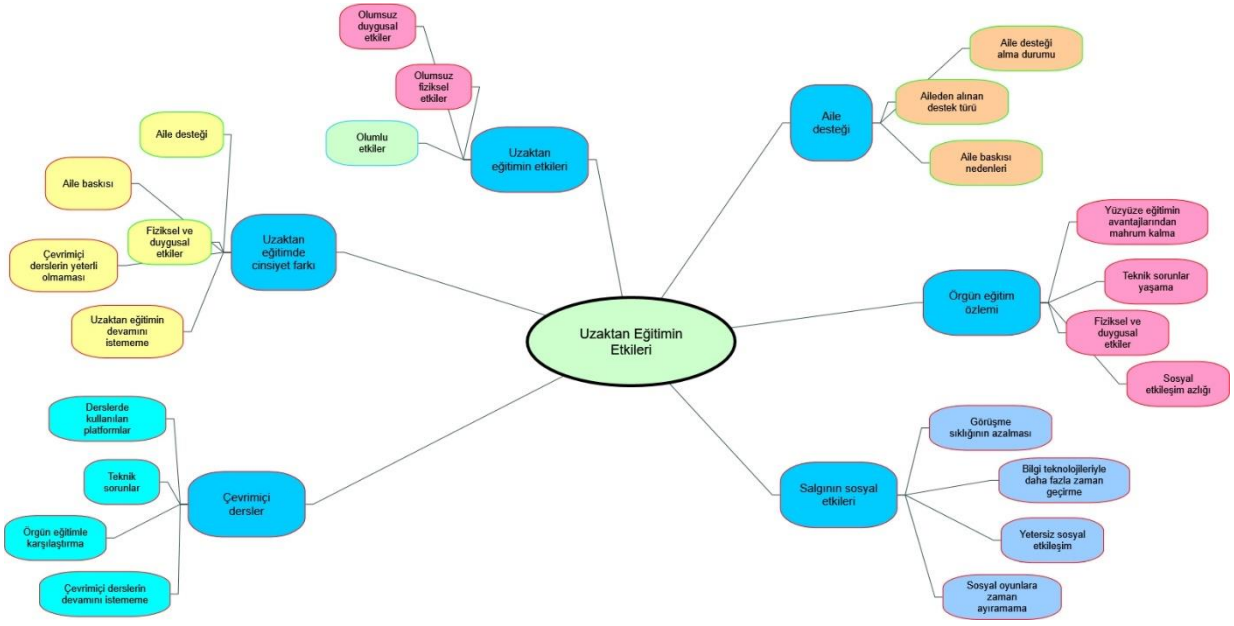 Olumsuz
duygusal
etkiler
Olumsuz
fiziksel
etkiler
Olumlu
etkiler
Uzaktan
eğitimin etkileri
Aile
desteği
Aile desteği
alma durumu
Aileden alınan
destek türü
Aile baskısı
nedenleri
Aile desteği
Aile baskısı
Fiziksel ve
duygusal
etkiler
Çevrimiçi
derslerin yeterli
olmaması
Uzaktan eğitimin
devamını
istememe
Uzaktan
eğitimde
cinsiyet farkı
Uzaktan Eğitimin
Etkileri
Örgün eğitim
özlemi
Yüzyüze eğitimin
avantajlarından
mahrum kalma
Teknik sorunlar
yaşama
Fiziksel ve
duygusal
etkiler
Sosyal
etkileşim azlığı
Derslerde
kullanılan
platformlar
Teknik
sorunlar
Örgün eğitimle
karşılaştırma
Çevrimiçi derslerin
devamını istememe
Çevrimiçi
dersler
Salgının sosyal
etkileri
Görüşme
sıklığının azalması
Bilgi teknolojileriyle
daha fazla zaman
geçirme
Yetersiz sosyal
etkileşim
Sosyal oyunlara
zaman
ayıramama